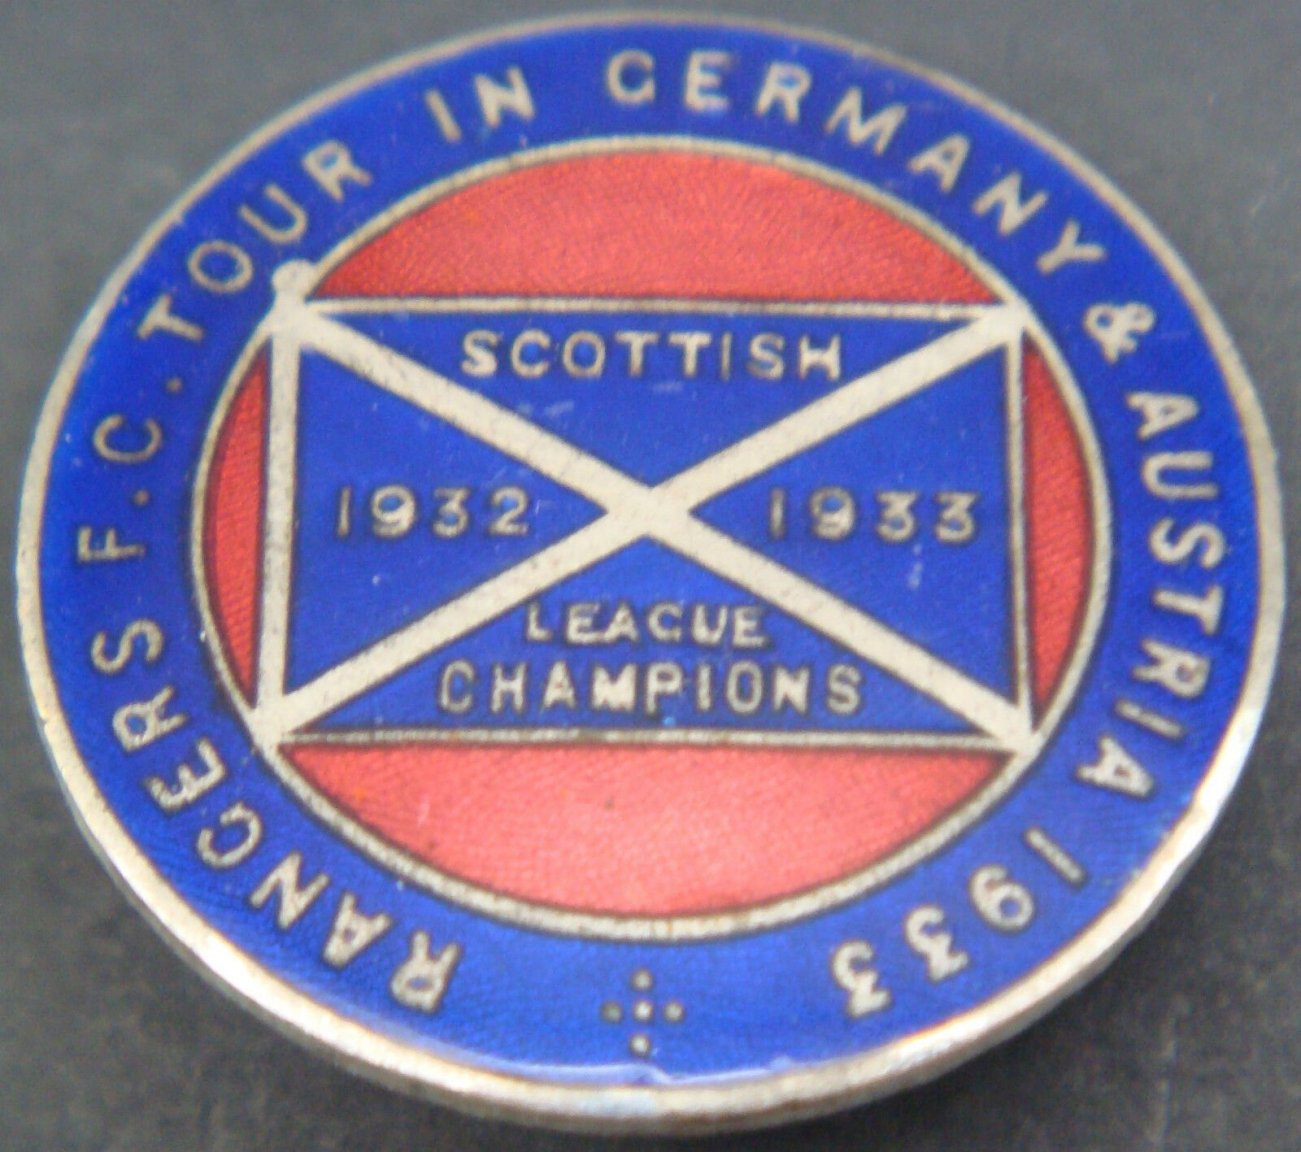 RANGERS F.C. TOUR IN GERMANY & AUSTRIA 1933
SCOTTISH
1932 1933
LEAGUE
CHAMPIONS